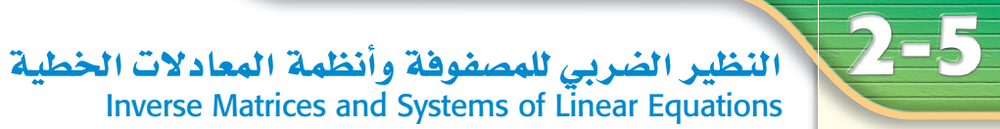 2-5
النظير الضربي للمصفوفة وأنظمة المعادلات الخطية
Inverse Matrices and Systems of Linear Equations